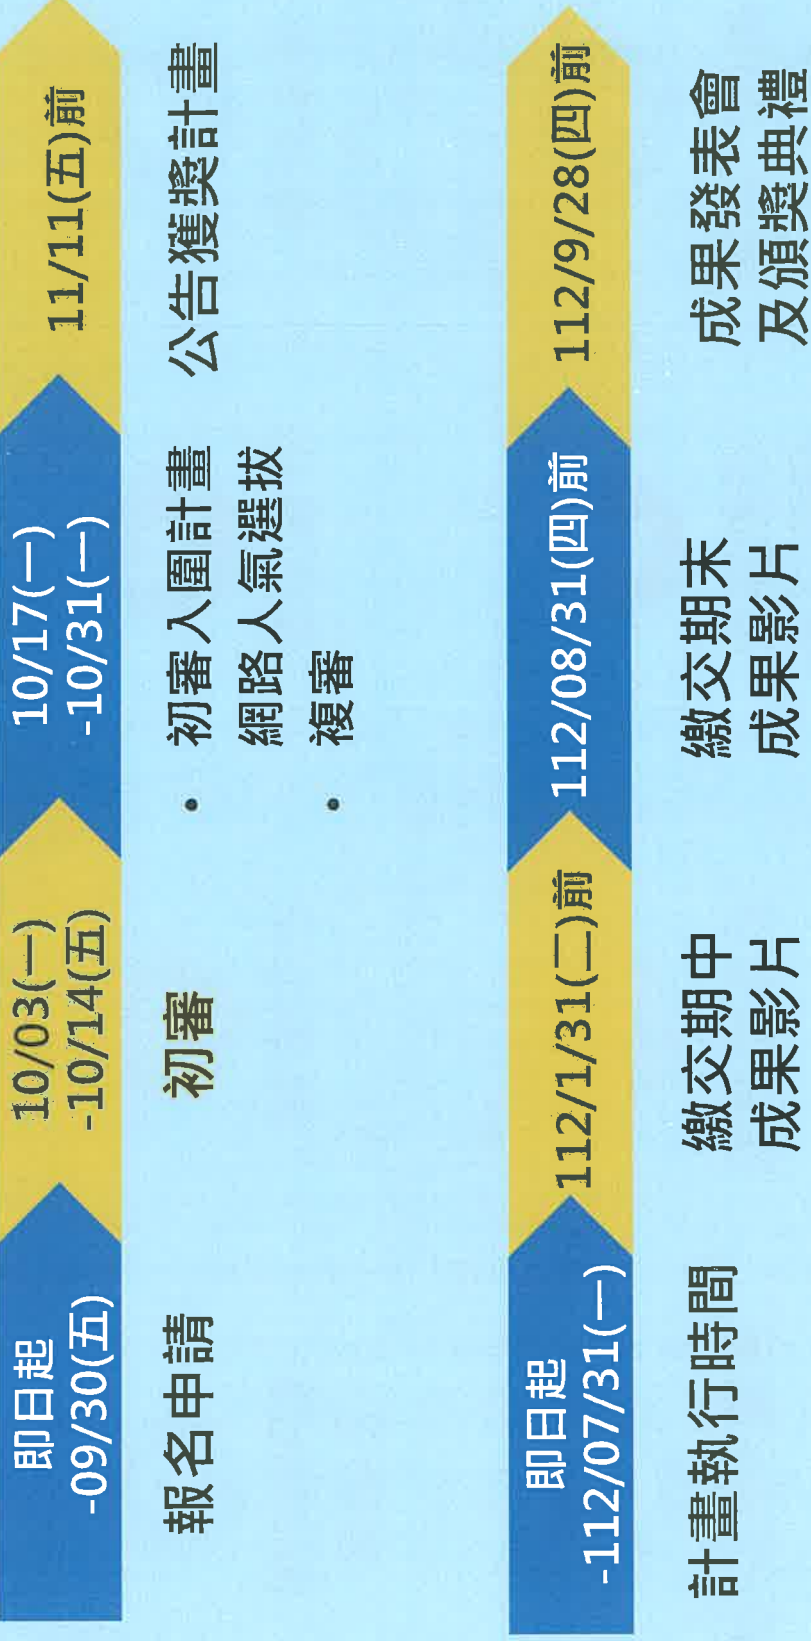 即日起
-09/30(五)
10/03(一)
-10/14(五)
10/17(一)
-10/31(一)
11/11(五)前
報名申請
初審
• 初審入圍計畫
網路人氣選拔
• 複審
公告獲獎計畫
即日起
-112/07/31(一)
112/1/31(二)前
112/08/31(四)前
112/9/28(四)前
計畫執行時間
繳交期中
成果影片
繳交期末
成果影片
成果發表會
及頒獎典禮